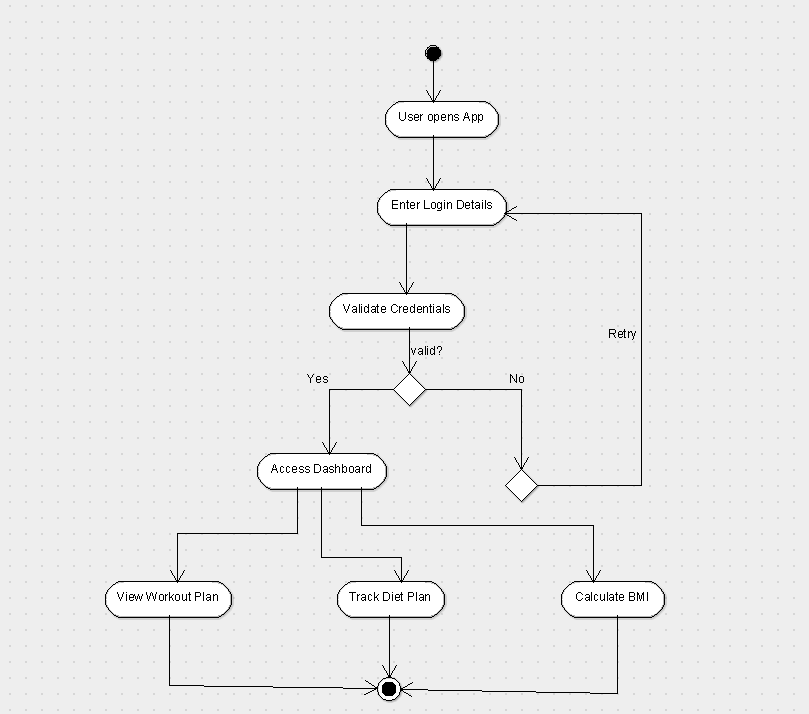 User opens App
Enter Login Details
Validate Credentials
Retry
valid?
Yes
No
Access Dashboard
View Workout Plan
Track Diet Plan
Calculate BMI